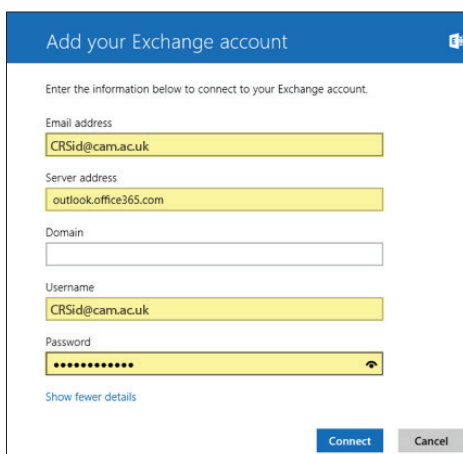 Add your Exchange account
Enter the information below to connect to your Exchange account.
Email address
CRSid@cam.ac.uk
Server address
outlook.office365.com
Domain
Username
CRSid@cam.ac.uk
Password
••••••••••••
Show fewer details
Connect Cancel